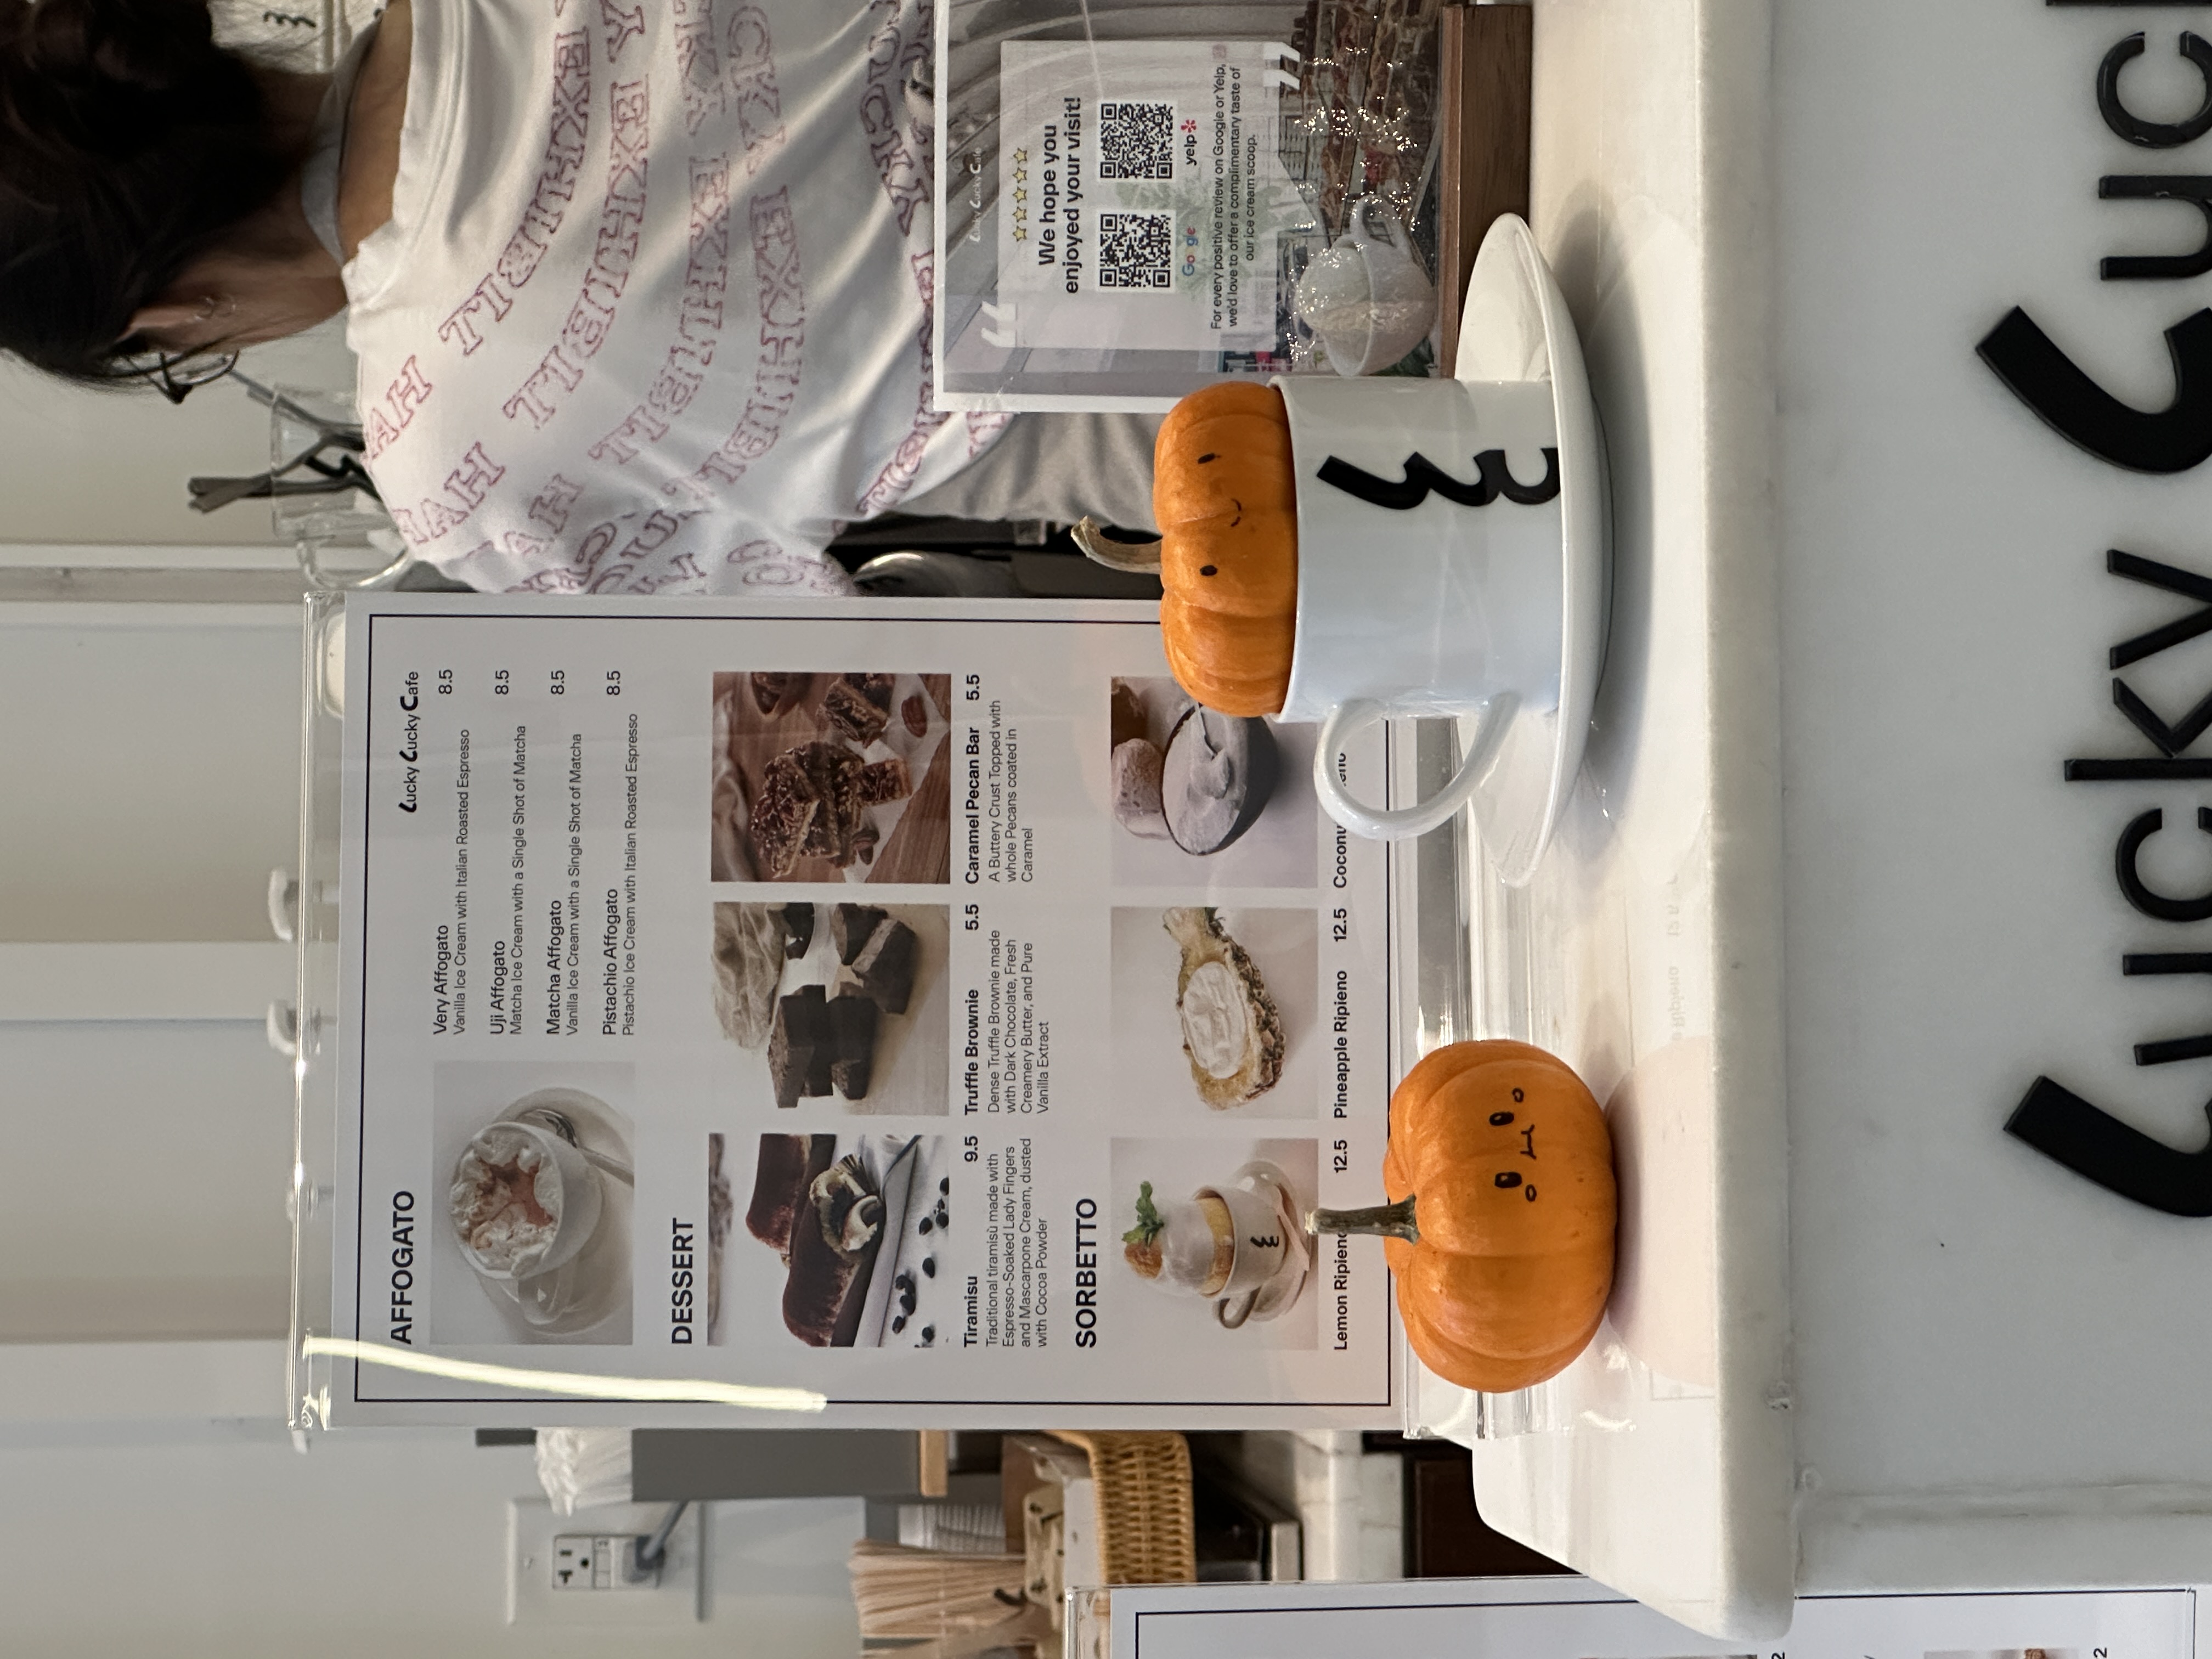 AFFOGATO
Lucky Lucky Cafe
Very Affogato 8.5
Vanilla Ice Cream with Italian Roasted Espresso
Uji Affogato 8.5
Matcha Ice Cream with a Single Shot of Matcha
Matcha Affogato 8.5
Vanilla Ice Cream with a Single Shot of Matcha
Pistachio Affogato 8.5
Pistachio Ice Cream with Italian Roasted Espresso
DESSERT
Tiramisu 9.5
Traditional tiramisù made with
Espresso-Soaked Lady Fingers
and Mascarpone Cream, dusted
with Cocoa Powder
Truffle Brownie 5.5
Dense Truffle Brownie made
with Dark Chocolate, Fresh
Creamery Butter, and Pure
Vanilla Extract
Caramel Pecan Bar 5.5
A Buttery Crust Topped with
whole Pecans coated in
Caramel
SORBETTO
Lemon Ripieno 12.5
Pineapple Ripieno 12.5
Lucky Lucky Cafe
We hope you
enjoyed your visit!
Google
yelp
For every positive review on Google or Yelp,
we'd love to offer a complimentary taste of
our ice cream scoop.
Lucky Luck